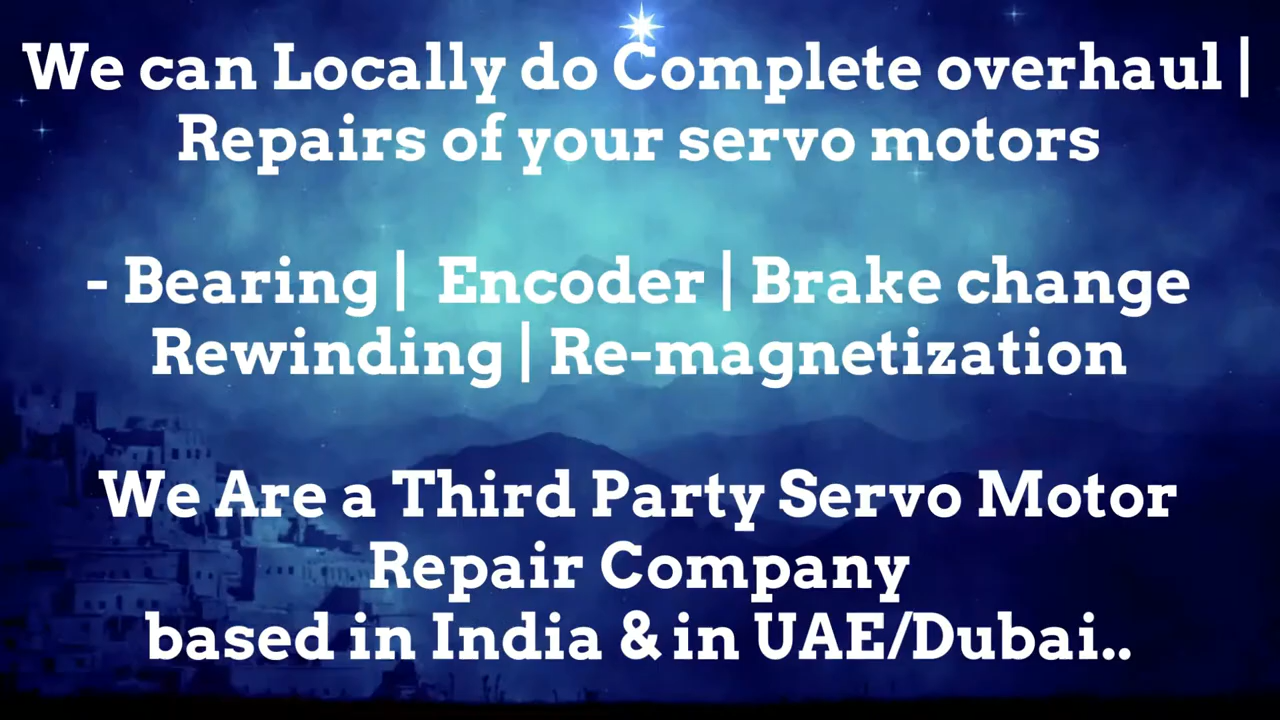 We can Locally do Complete overhaul |
Repairs of your servo motors
- Bearing | Encoder | Brake change
Rewinding | Re-magnetization
We Are a Third Party Servo Motor
Repair Company
based in India & in UAE/Dubai..